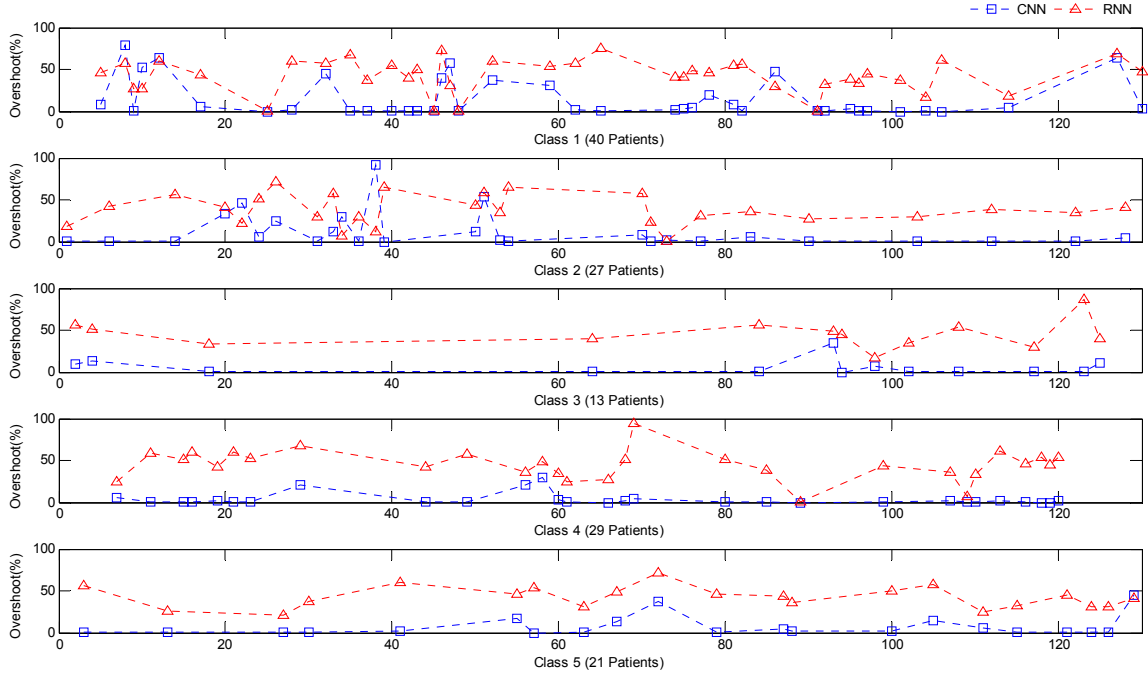 CNN RNN
100
50
0
Overshoot(%)
0 20 40 60 80 100 120
Class 1 (40 Patients)
100
50
0
Overshoot(%)
0 20 40 60 80 100 120
Class 2 (27 Patients)
100
50
0
Overshoot(%)
0 20 40 60 80 100 120
Class 3 (13 Patients)
100
50
0
Overshoot(%)
0 20 40 60 80 100 120
Class 4 (29 Patients)
100
50
0
Overshoot(%)
0 20 40 60 80 100 120
Class 5 (21 Patients)